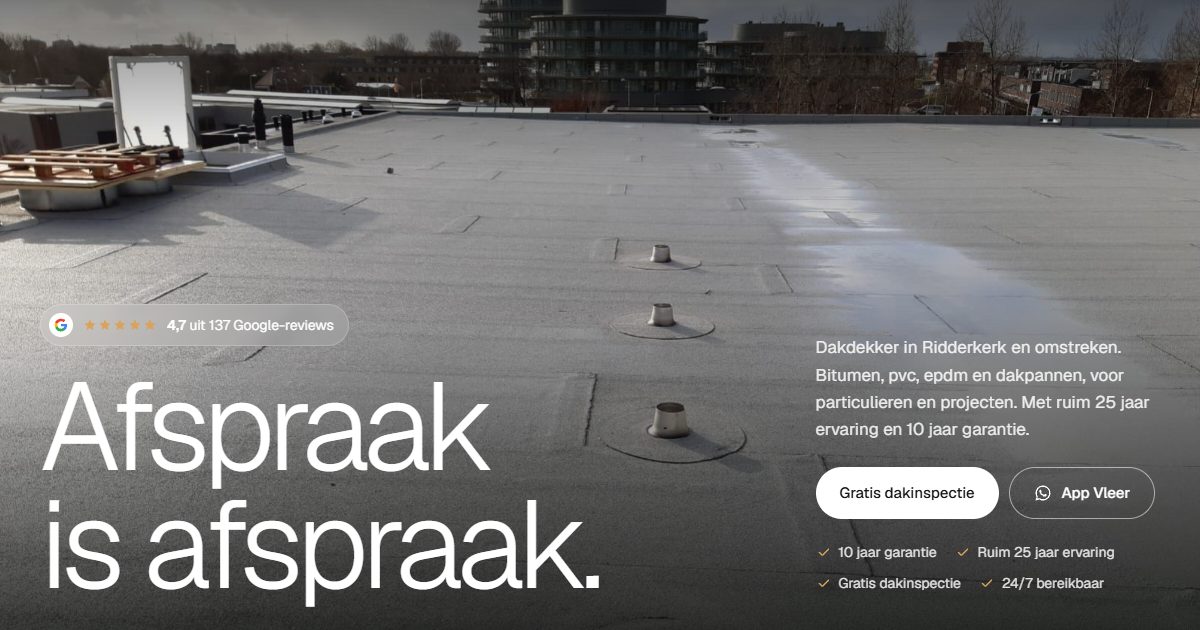 4,7 uit 137 Google-reviews
Afspraak
is afspraak.
Dakdekker in Ridderkerk en omstreken.
Bitumen, pvc, epdm en dakpannen, voor
particulieren en projecten. Met ruim 25 jaar
ervaring en 10 jaar garantie.
Gratis dakinspectie
App Vleer
10 jaar garantie
Ruim 25 jaar ervaring
Gratis dakinspectie
24/7 bereikbaar